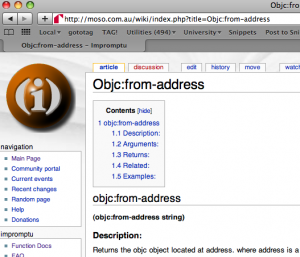 Objc:fro
http://moso.com.au/wiki/index.php?title=Objc:from-address
Local▾ gototag TAG! Utilities (494)▾ University▾ Snippets Post to Sni
Objc:from-address – Impromptu
article discussion edit history move watch
Objc:from-address
Contents [hide]
1 objc:from-address
1.1 Description:
1.2 Arguments:
1.3 Returns:
1.4 Related:
1.5 Examples:
navigation
Main Page
Community portal
Current events
Recent changes
Random page
Help
Donations
impromptu
Function Docs
FAQ
objc:from-address
(objc:from-address string)
Description:
Returns the objc object located at address. where address is a